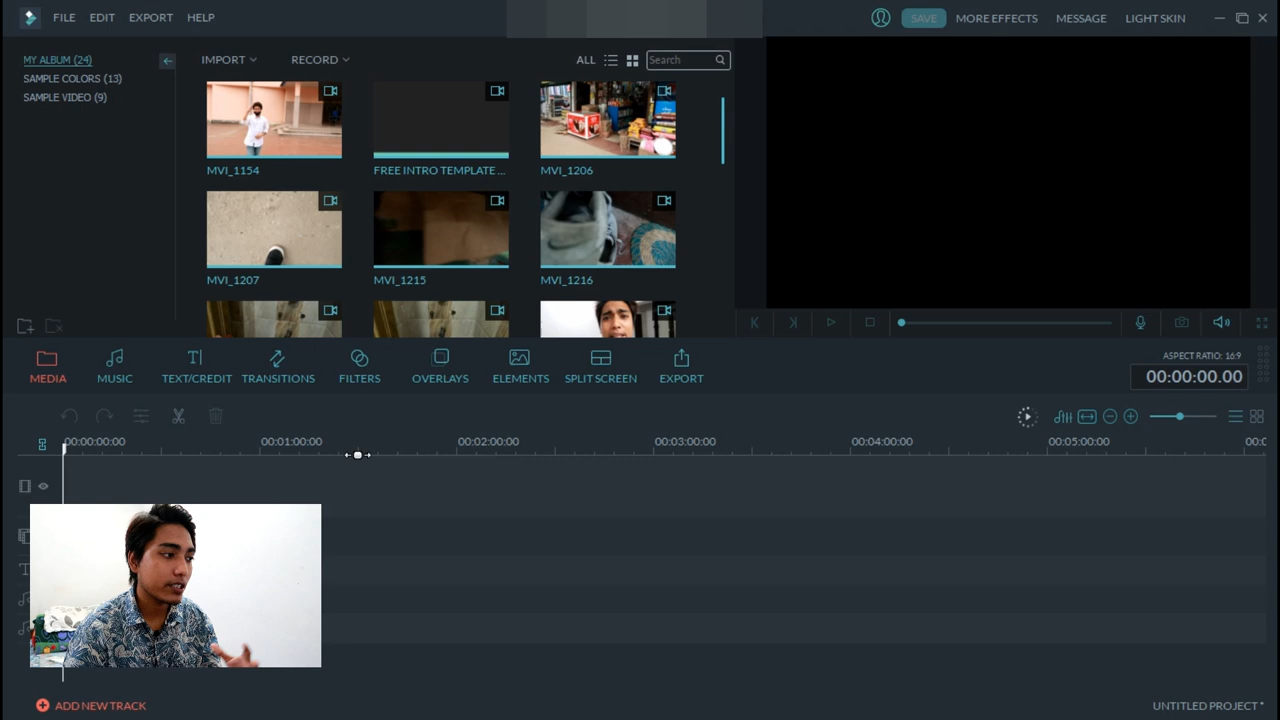 FILE EDIT EXPORT HELP
SAVE MORE EFFECTS MESSAGE LIGHT SKIN
MY ALBUM (24)
SAMPLE COLORS (13)
SAMPLE VIDEO (9)
IMPORT RECORD ALL Search
MVI_1154 FREE INTRO TEMPLATE ... MVI_1206
MVI_1207 MVI_1215 MVI_1216
MEDIA MUSIC TEXT/CREDIT TRANSITIONS FILTERS OVERLAYS ELEMENTS SPLIT SCREEN EXPORT
ASPECT RATIO: 16:9
00:00:00.00
00:00:00:00 00:01:00:00 00:02:00:00 00:03:00:00 00:04:00:00 00:05:00:00 00:0
ADD NEW TRACK
UNTITLED PROJECT *